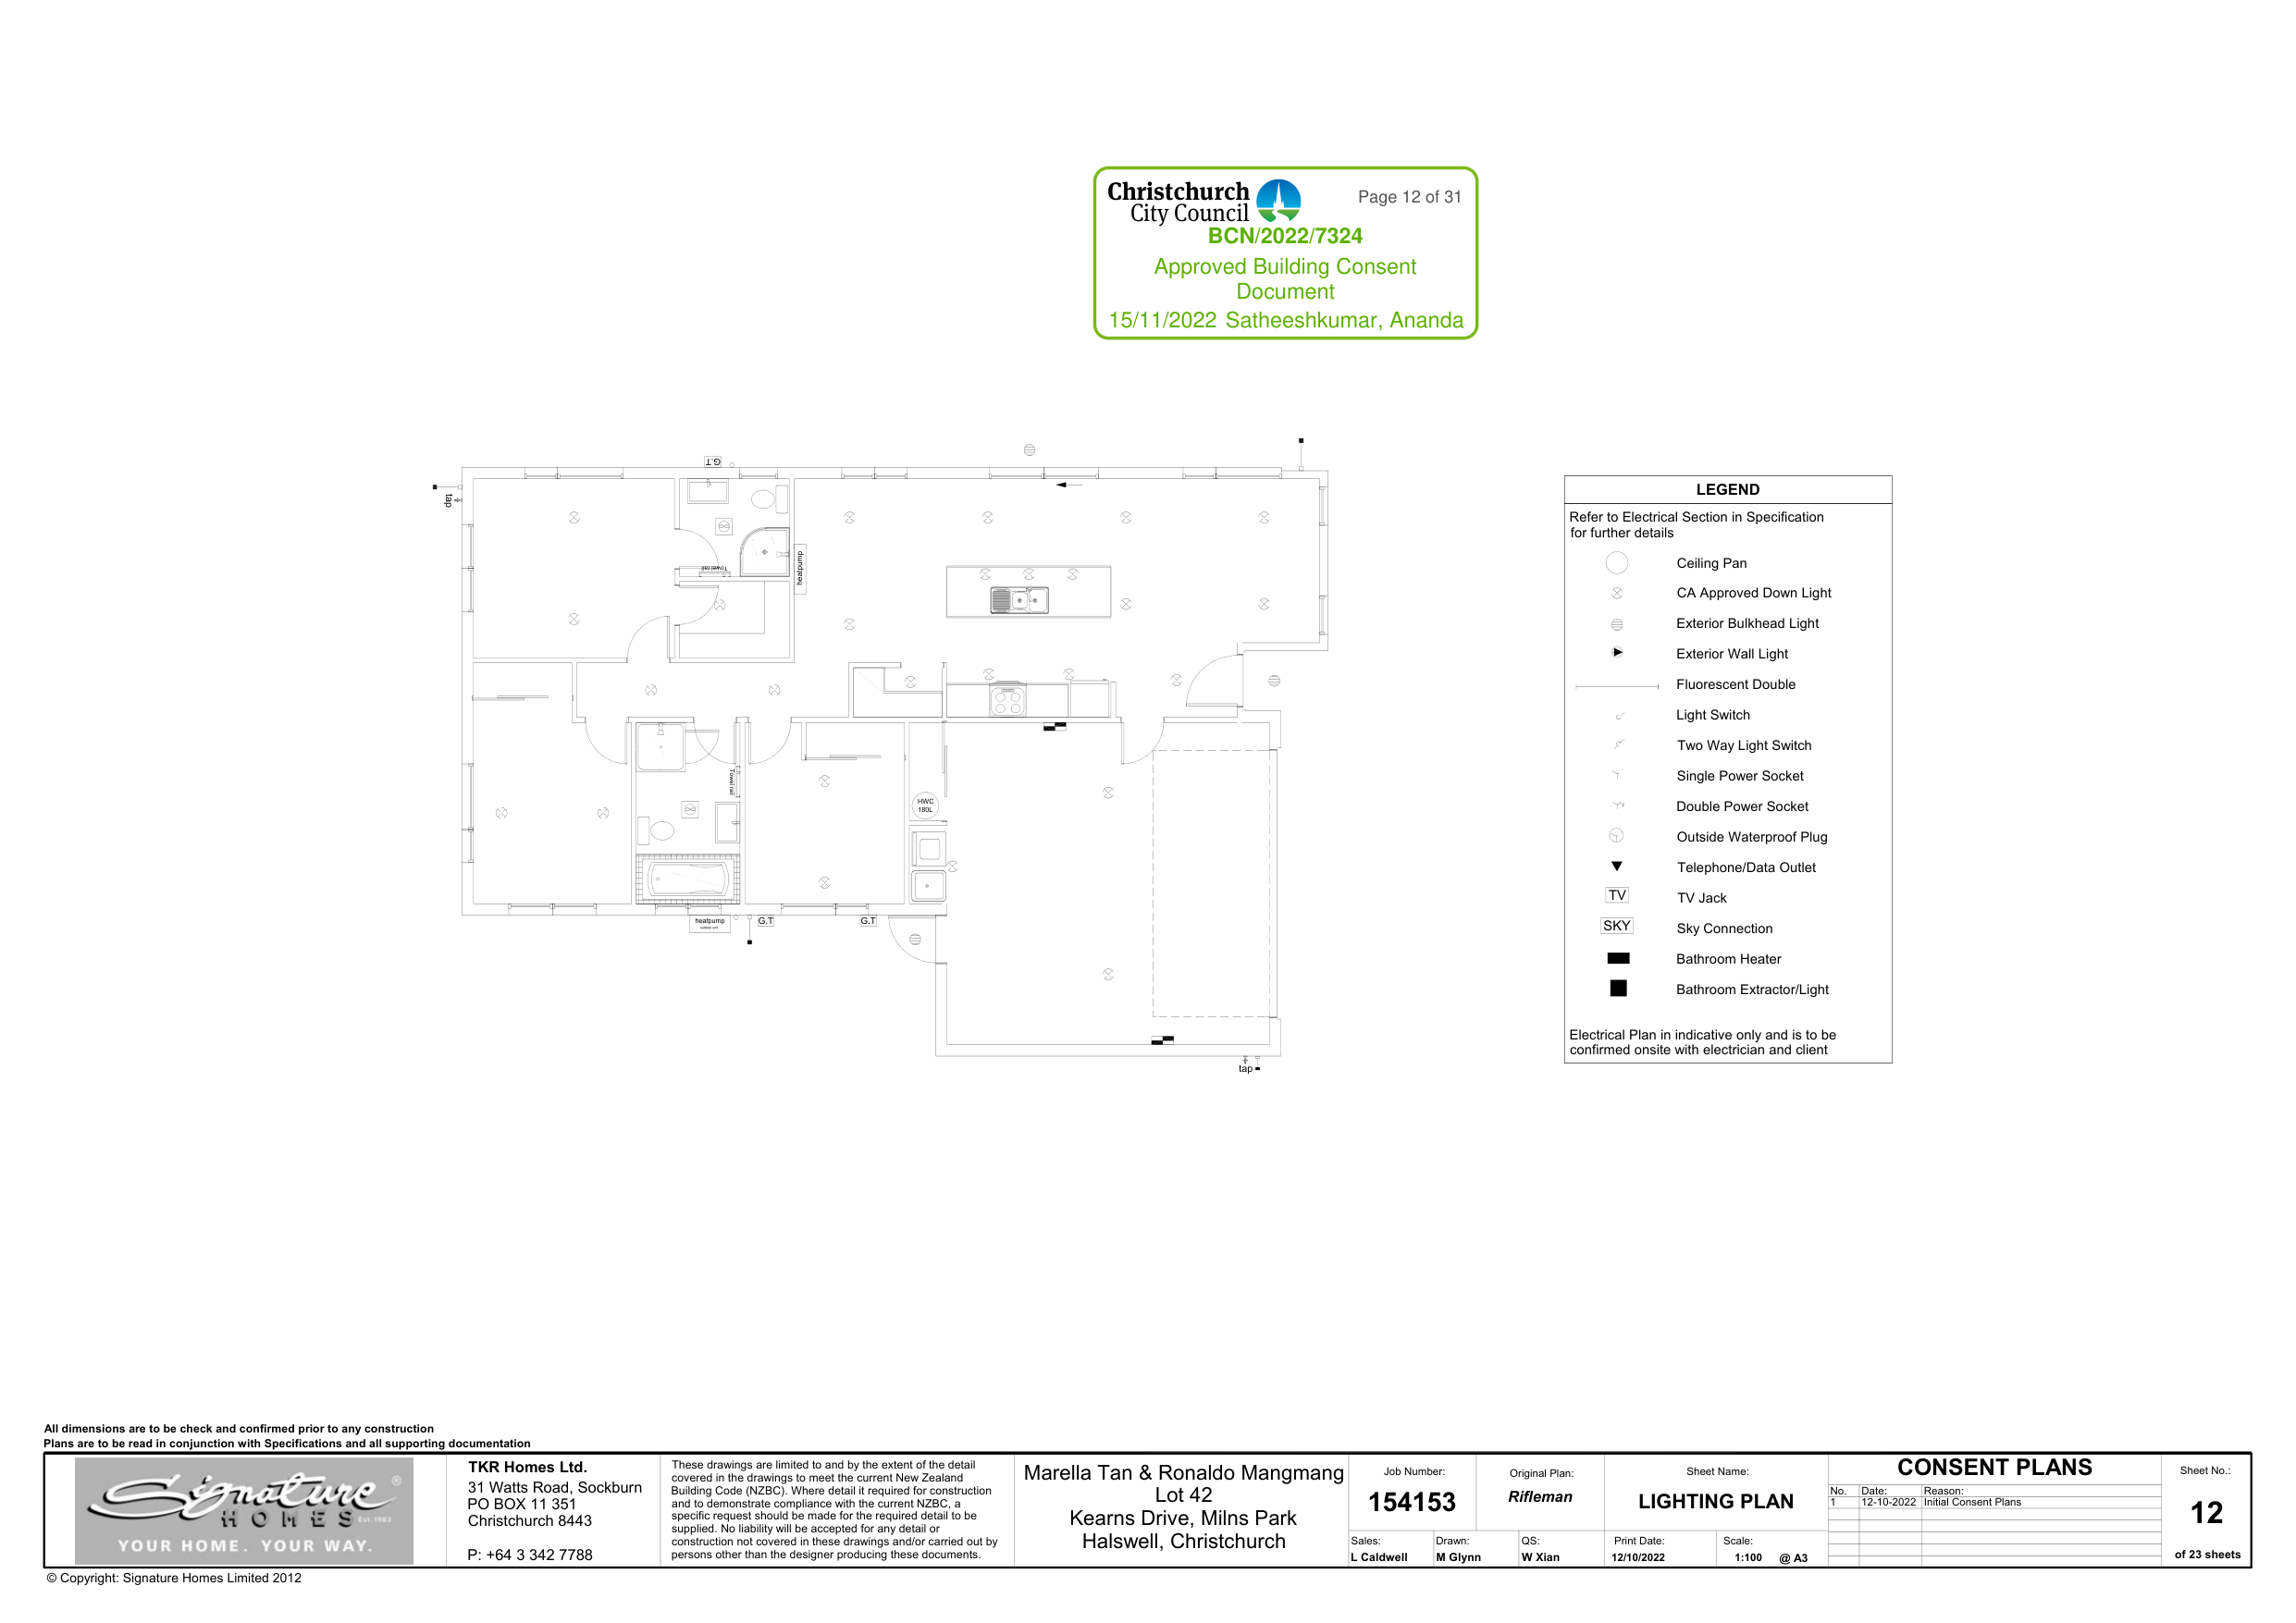 Christchurch
City Council
Page 12 of 31
BCN/2022/7324
Approved Building Consent
Document
15/11/2022 Satheeshkumar, Ananda
G.T
tap
Towel rail
heatpump
Towel rail
HWC
180L
heatpump
outdoor unit
G.T
G.T
tap
LEGEND
Refer to Electrical Section in Specification
for further details
Ceiling Pan
CA Approved Down Light
Exterior Bulkhead Light
Exterior Wall Light
Fluorescent Double
Light Switch
Two Way Light Switch
Single Power Socket
Double Power Socket
Outside Waterproof Plug
Telephone/Data Outlet
TV TV Jack
SKY Sky Connection
Bathroom Heater
Bathroom Extractor/Light
Electrical Plan in indicative only and is to be
confirmed onsite with electrician and client
All dimensions are to be check and confirmed prior to any construction
Plans are to be read in conjunction with Specifications and all supporting documentation
Signature ®
HOMES Est. 1983
YOUR HOME. YOUR WAY.
TKR Homes Ltd.
31 Watts Road, Sockburn
PO BOX 11 351
Christchurch 8443
P: +64 3 342 7788
These drawings are limited to and by the extent of the detail
covered in the drawings to meet the current New Zealand
Building Code (NZBC). Where detail it required for construction
and to demonstrate compliance with the current NZBC, a
specific request should be made for the required detail to be
supplied. No liability will be accepted for any detail or
construction not covered in these drawings and/or carried out by
persons other than the designer producing these documents.
Marella Tan & Ronaldo Mangmang
Lot 42
Kearns Drive, Milns Park
Halswell, Christchurch
Job Number:
154153
Original Plan:
Rifleman
Sheet Name:
LIGHTING PLAN
Sales:
L Caldwell
Drawn:
M Glynn
QS:
W Xian
Print Date:
12/10/2022
Scale:
1:100 @ A3
CONSENT PLANS
No. Date: Reason:
1 12-10-2022 Initial Consent Plans
Sheet No.:
12
of 23 sheets
© Copyright: Signature Homes Limited 2012